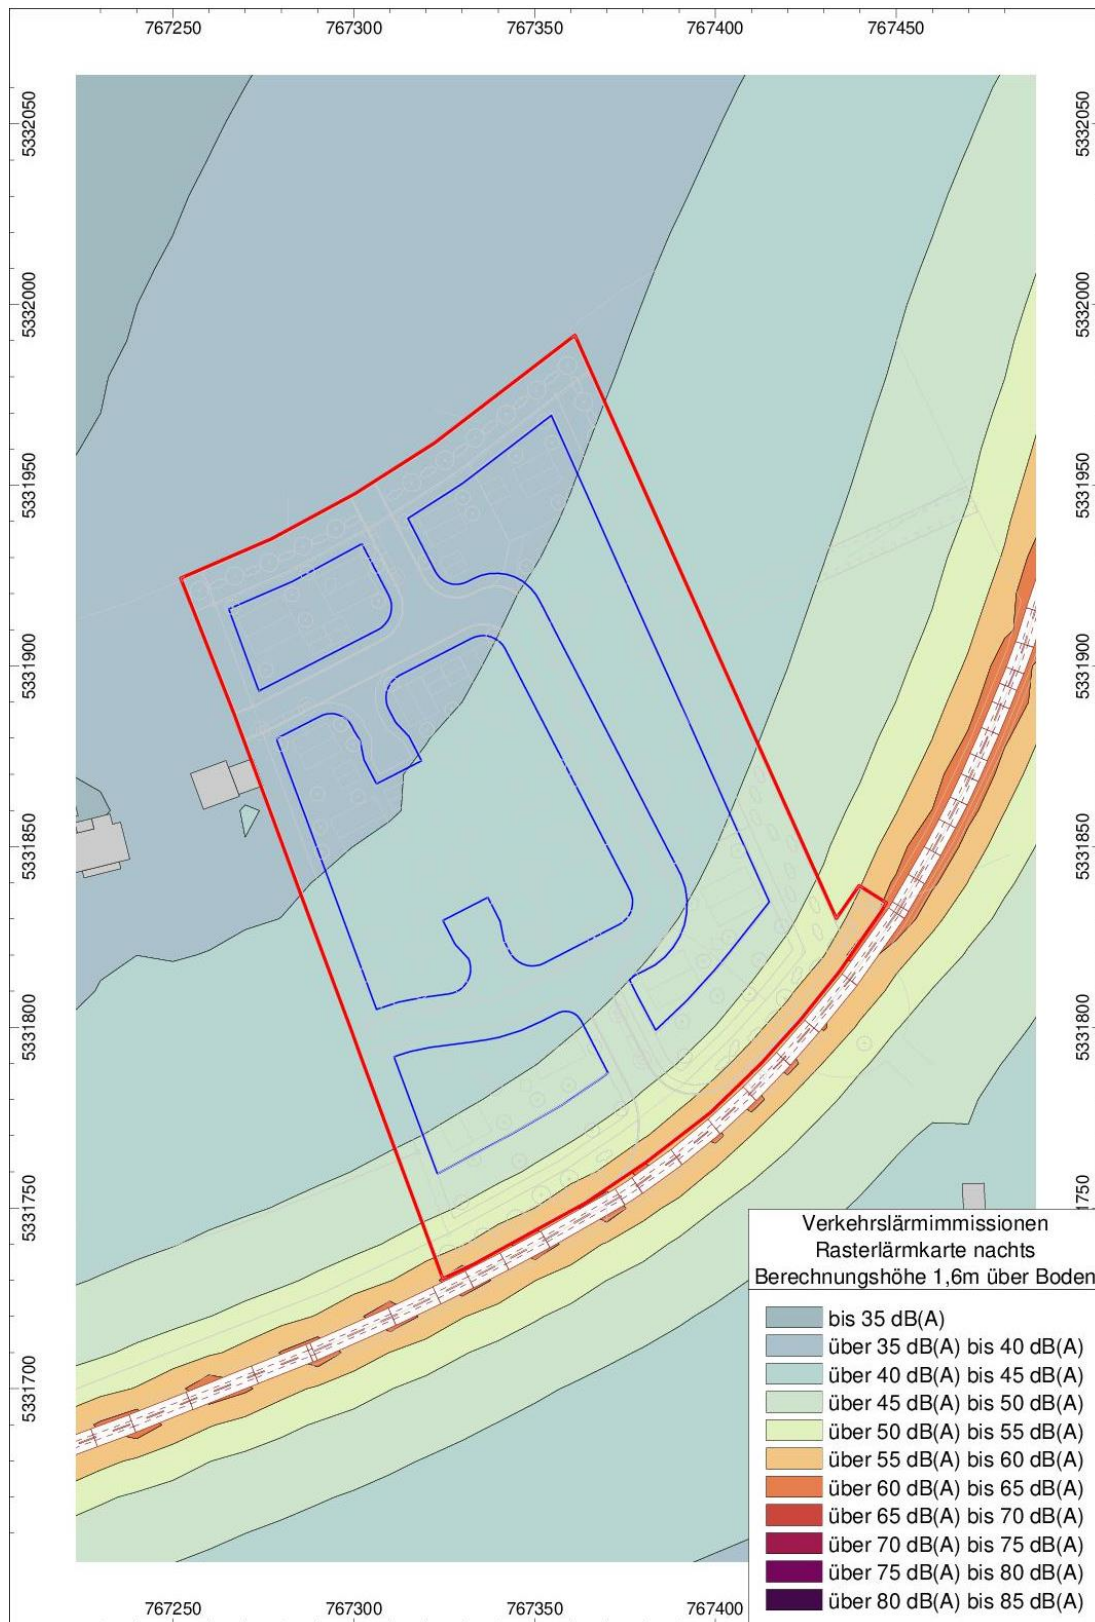 767250 767300 767350 767400 767450
5332050 5332050
5332000 5332000
5331950 5331950
5331900 5331900
5331850 5331850
5331800 5331800
5331750
5331700
Verkehrslärmimmissionen
Rasterlärmkarte nachts
Berechnungshöhe 1,6m über Boden
bis 35 dB(A)
über 35 dB(A) bis 40 dB(A)
über 40 dB(A) bis 45 dB(A)
über 45 dB(A) bis 50 dB(A)
über 50 dB(A) bis 55 dB(A)
über 55 dB(A) bis 60 dB(A)
über 60 dB(A) bis 65 dB(A)
über 65 dB(A) bis 70 dB(A)
über 70 dB(A) bis 75 dB(A)
über 75 dB(A) bis 80 dB(A)
über 80 dB(A) bis 85 dB(A)
767250 767300 767350 767400